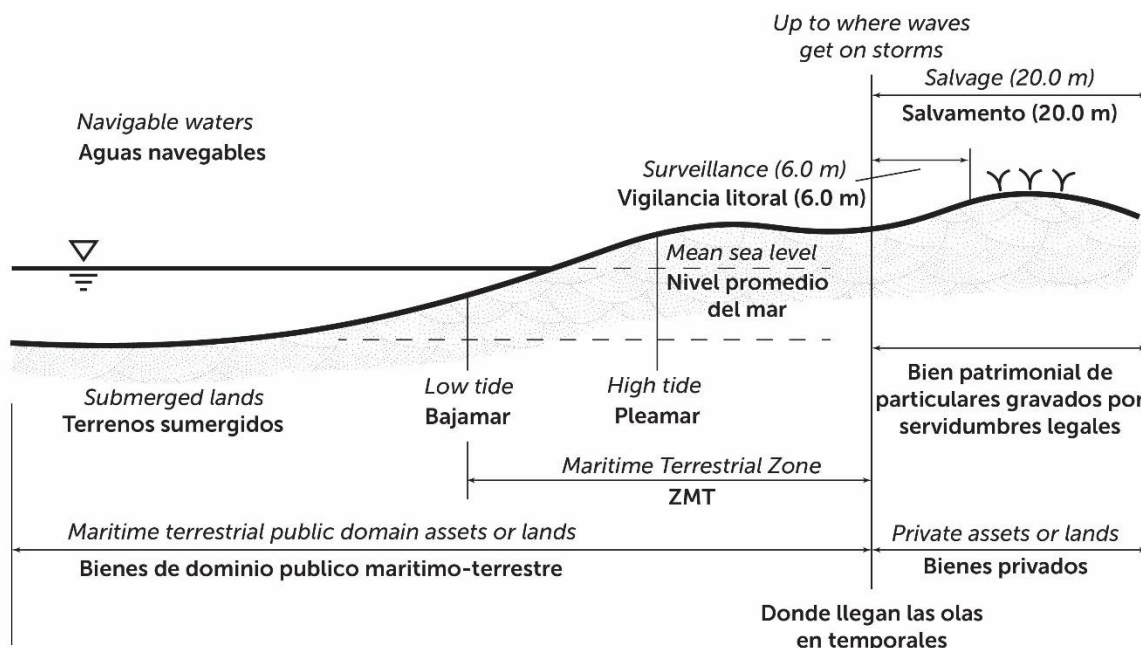 Up to where waves
get on storms
Salvage (20.0 m)
Salvamento (20.0 m)
Navigable waters
Aguas navegables
Surveillance (6.0 m)
Vigilancia litoral (6.0 m)
Mean sea level
Nivel promedio
del mar
Submerged lands
Terrenos sumergidos
Low tide
Bajamar
High tide
Pleamar
Bien patrimonial de
particulares gravados por
servidumbres legales
Maritime Terrestrial Zone
ZMT
Maritime terrestrial public domain assets or lands
Bienes de dominio publico maritimo-terrestre
Private assets or lands
Bienes privados
Donde llegan las olas
en temporales